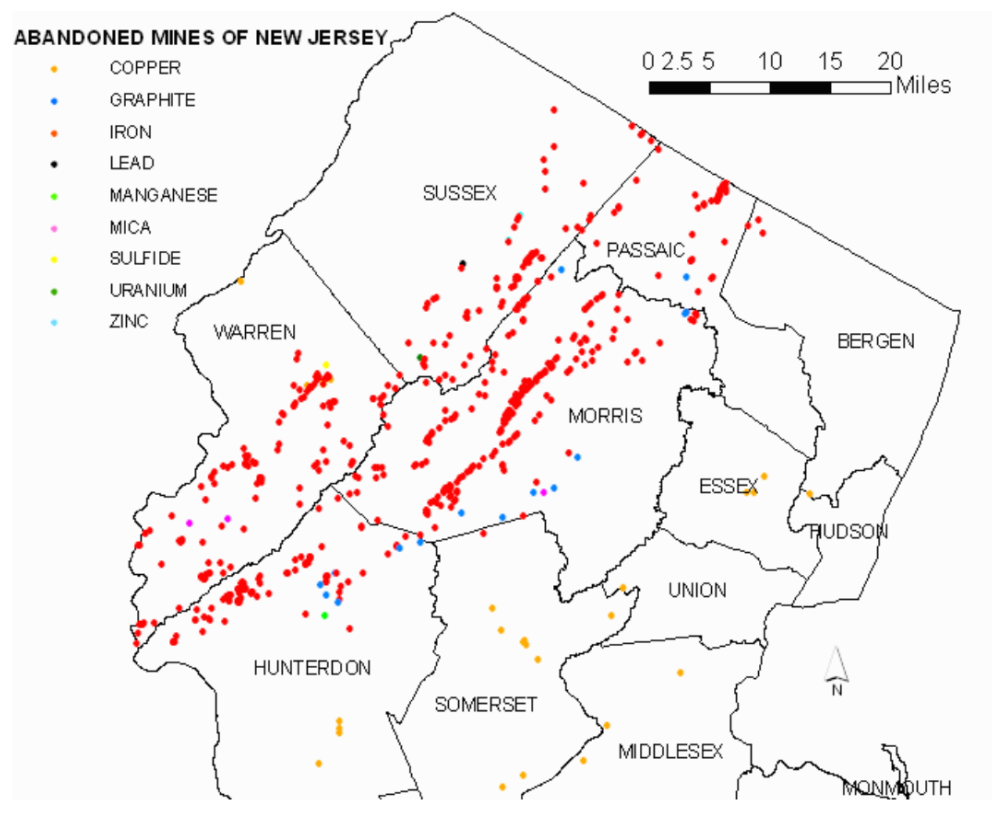 ABANDONED MINES OF NEW JERSEY
COPPER
GRAPHITE
IRON
LEAD
MANGANESE
MICA
SULFIDE
URANIUM
ZINC
0 2.5 5 10 15 20
Miles
SUSSEX
PASSAIC
WARREN
BERGEN
MORRIS
ESSEX
HUDSON
UNION
HUNTERDON
N
SOMERSET
MIDDLESEX
MONMOUTH